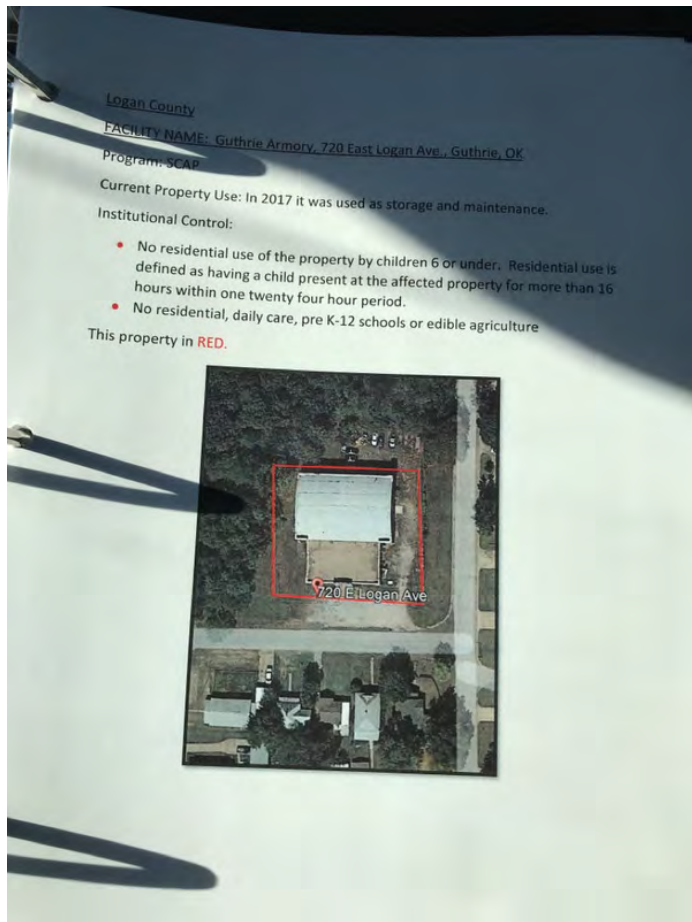 Logan County
FACILITY NAME: Guthrie Armory, 720 East Logan Ave., Guthrie, OK
Program: SCAP
Current Property Use: In 2017 it was used as storage and maintenance.
Institutional Control:
• No residential use of the property by children 6 or under. Residential use is
defined as having a child present at the affected property for more than 16
hours within one twenty four hour period.
• No residential, daily care, pre K-12 schools or edible agriculture
This property in RED.
720 E Logan Ave